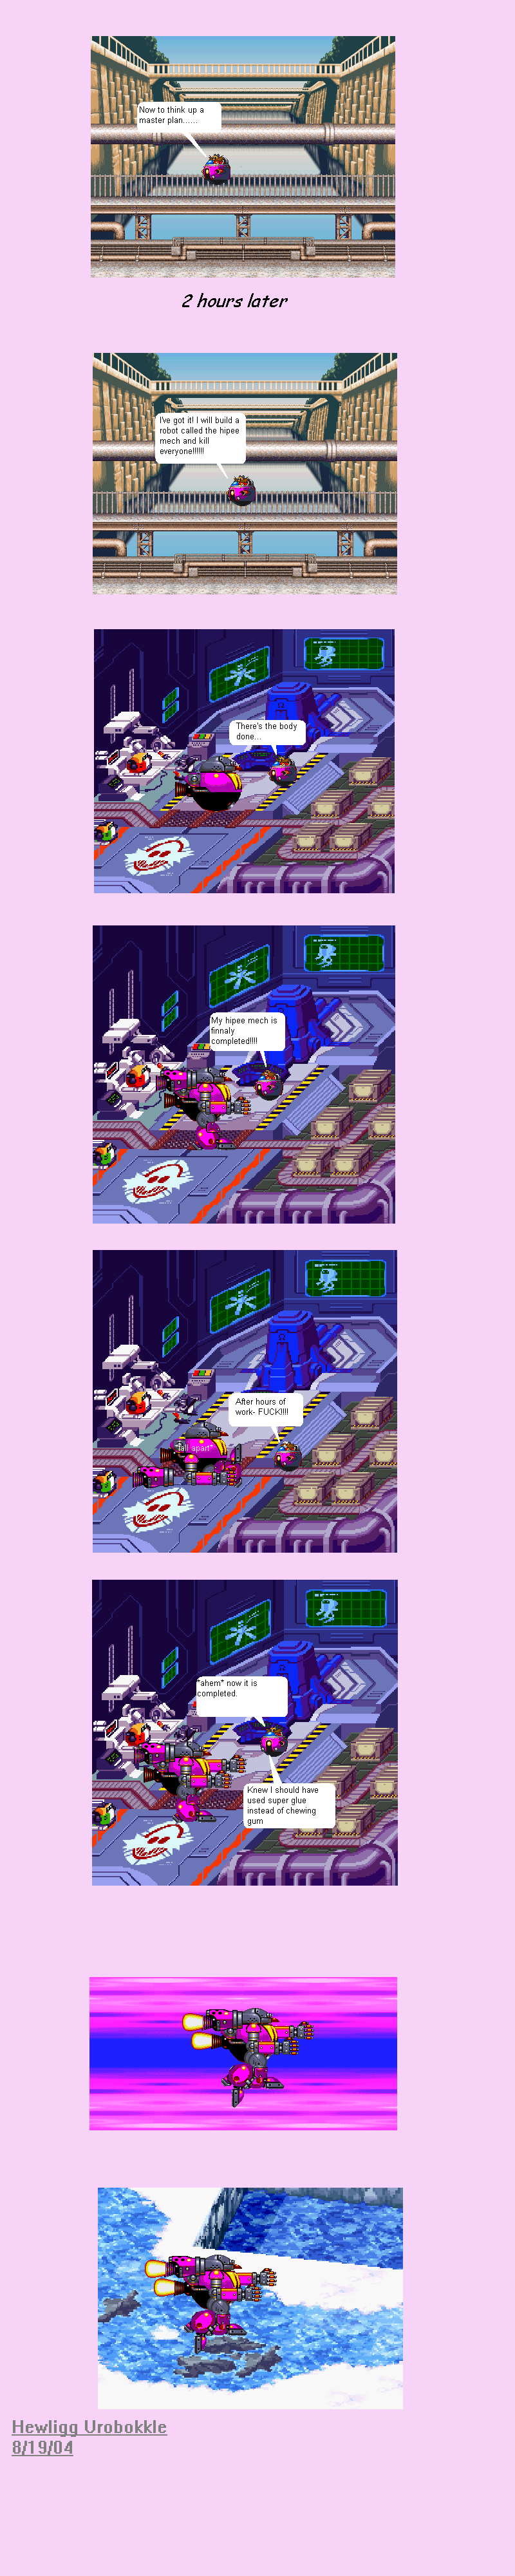 Now to think up a
master plan......
2 hours later
I've got it! I will build a
robot called the hipee
mech and kill
everyone!!!!!!
There's the body
done...
My hipee mech is
finnaly
completed!!!!
After hours of
work- FUCK!!!!
*fall apart*
*ahem* now it is
completed.
Knew I should have
used super glue
instead of chewing
gum
Hewligg Urobokkle
8/19/04